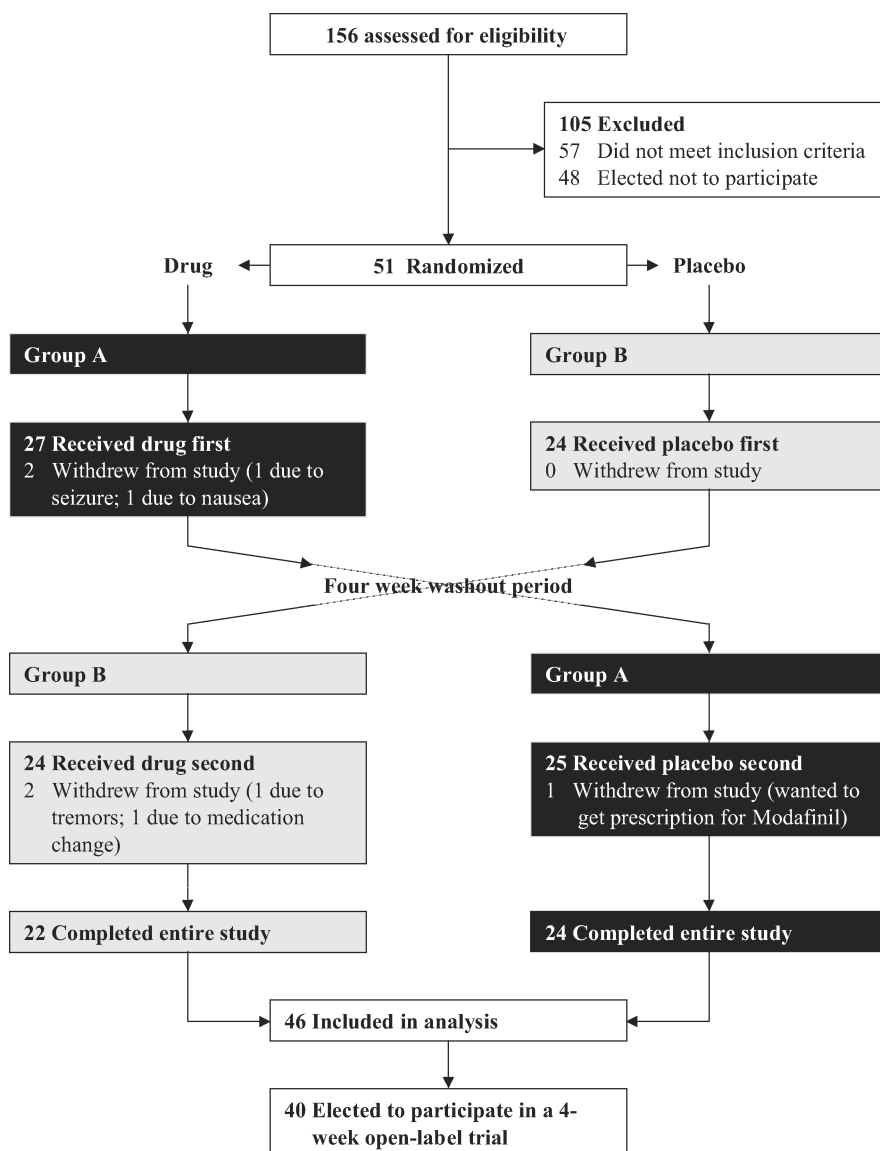 156 assessed for eligibility
105 Excluded
57 Did not meet inclusion criteria
48 Elected not to participate
Drug
51 Randomized
Placebo
Group A
Group B
27 Received drug first
2 Withdrew from study (1 due to
seizure; 1 due to nausea)
24 Received placebo first
0 Withdrew from study
Four week washout period
Group B
Group A
24 Received drug second
2 Withdrew from study (1 due to
tremors; 1 due to medication
change)
25 Received placebo second
1 Withdrew from study (wanted to
get prescription for Modafinil)
22 Completed entire study
24 Completed entire study
46 Included in analysis
40 Elected to participate in a 4-
week open-label trial